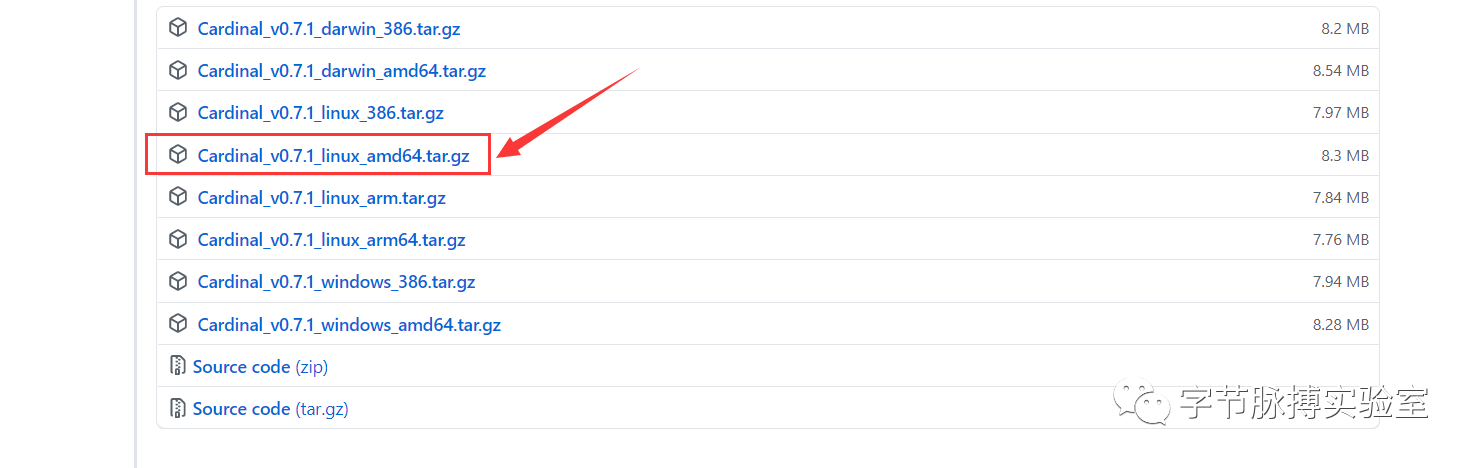 Cardinal_v0.7.1_darwin_386.tar.gz 8.2 MB
Cardinal_v0.7.1_darwin_amd64.tar.gz 8.54 MB
Cardinal_v0.7.1_linux_386.tar.gz 7.97 MB
Cardinal_v0.7.1_linux_amd64.tar.gz 8.3 MB
Cardinal_v0.7.1_linux_arm.tar.gz 7.84 MB
Cardinal_v0.7.1_linux_arm64.tar.gz 7.76 MB
Cardinal_v0.7.1_windows_386.tar.gz 7.94 MB
Cardinal_v0.7.1_windows_amd64.tar.gz 8.28 MB
Source code (zip)
Source code (tar.gz)
字节脉搏实验室